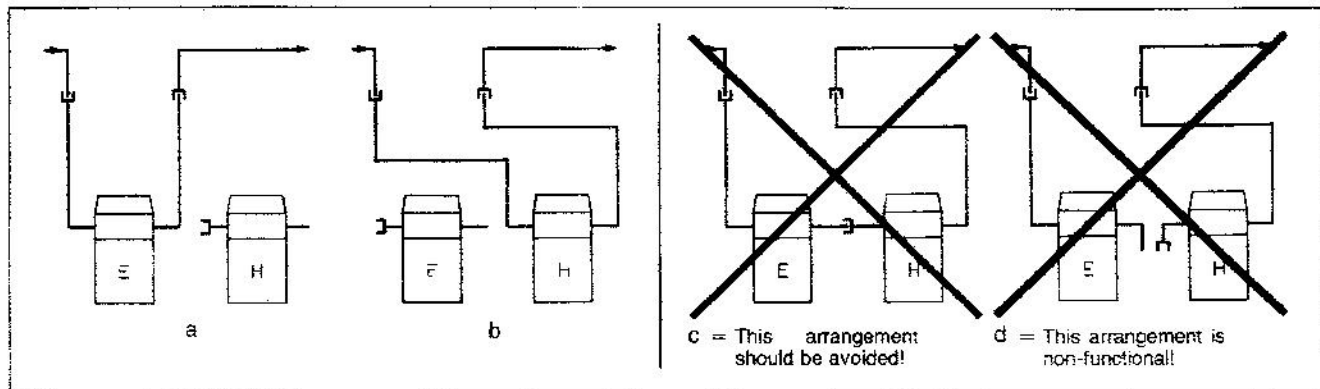 E
H
a
E
H
b
E
H
c = This arrangement
should be avoided!
E
H
d = This arrangement is
non-functional!